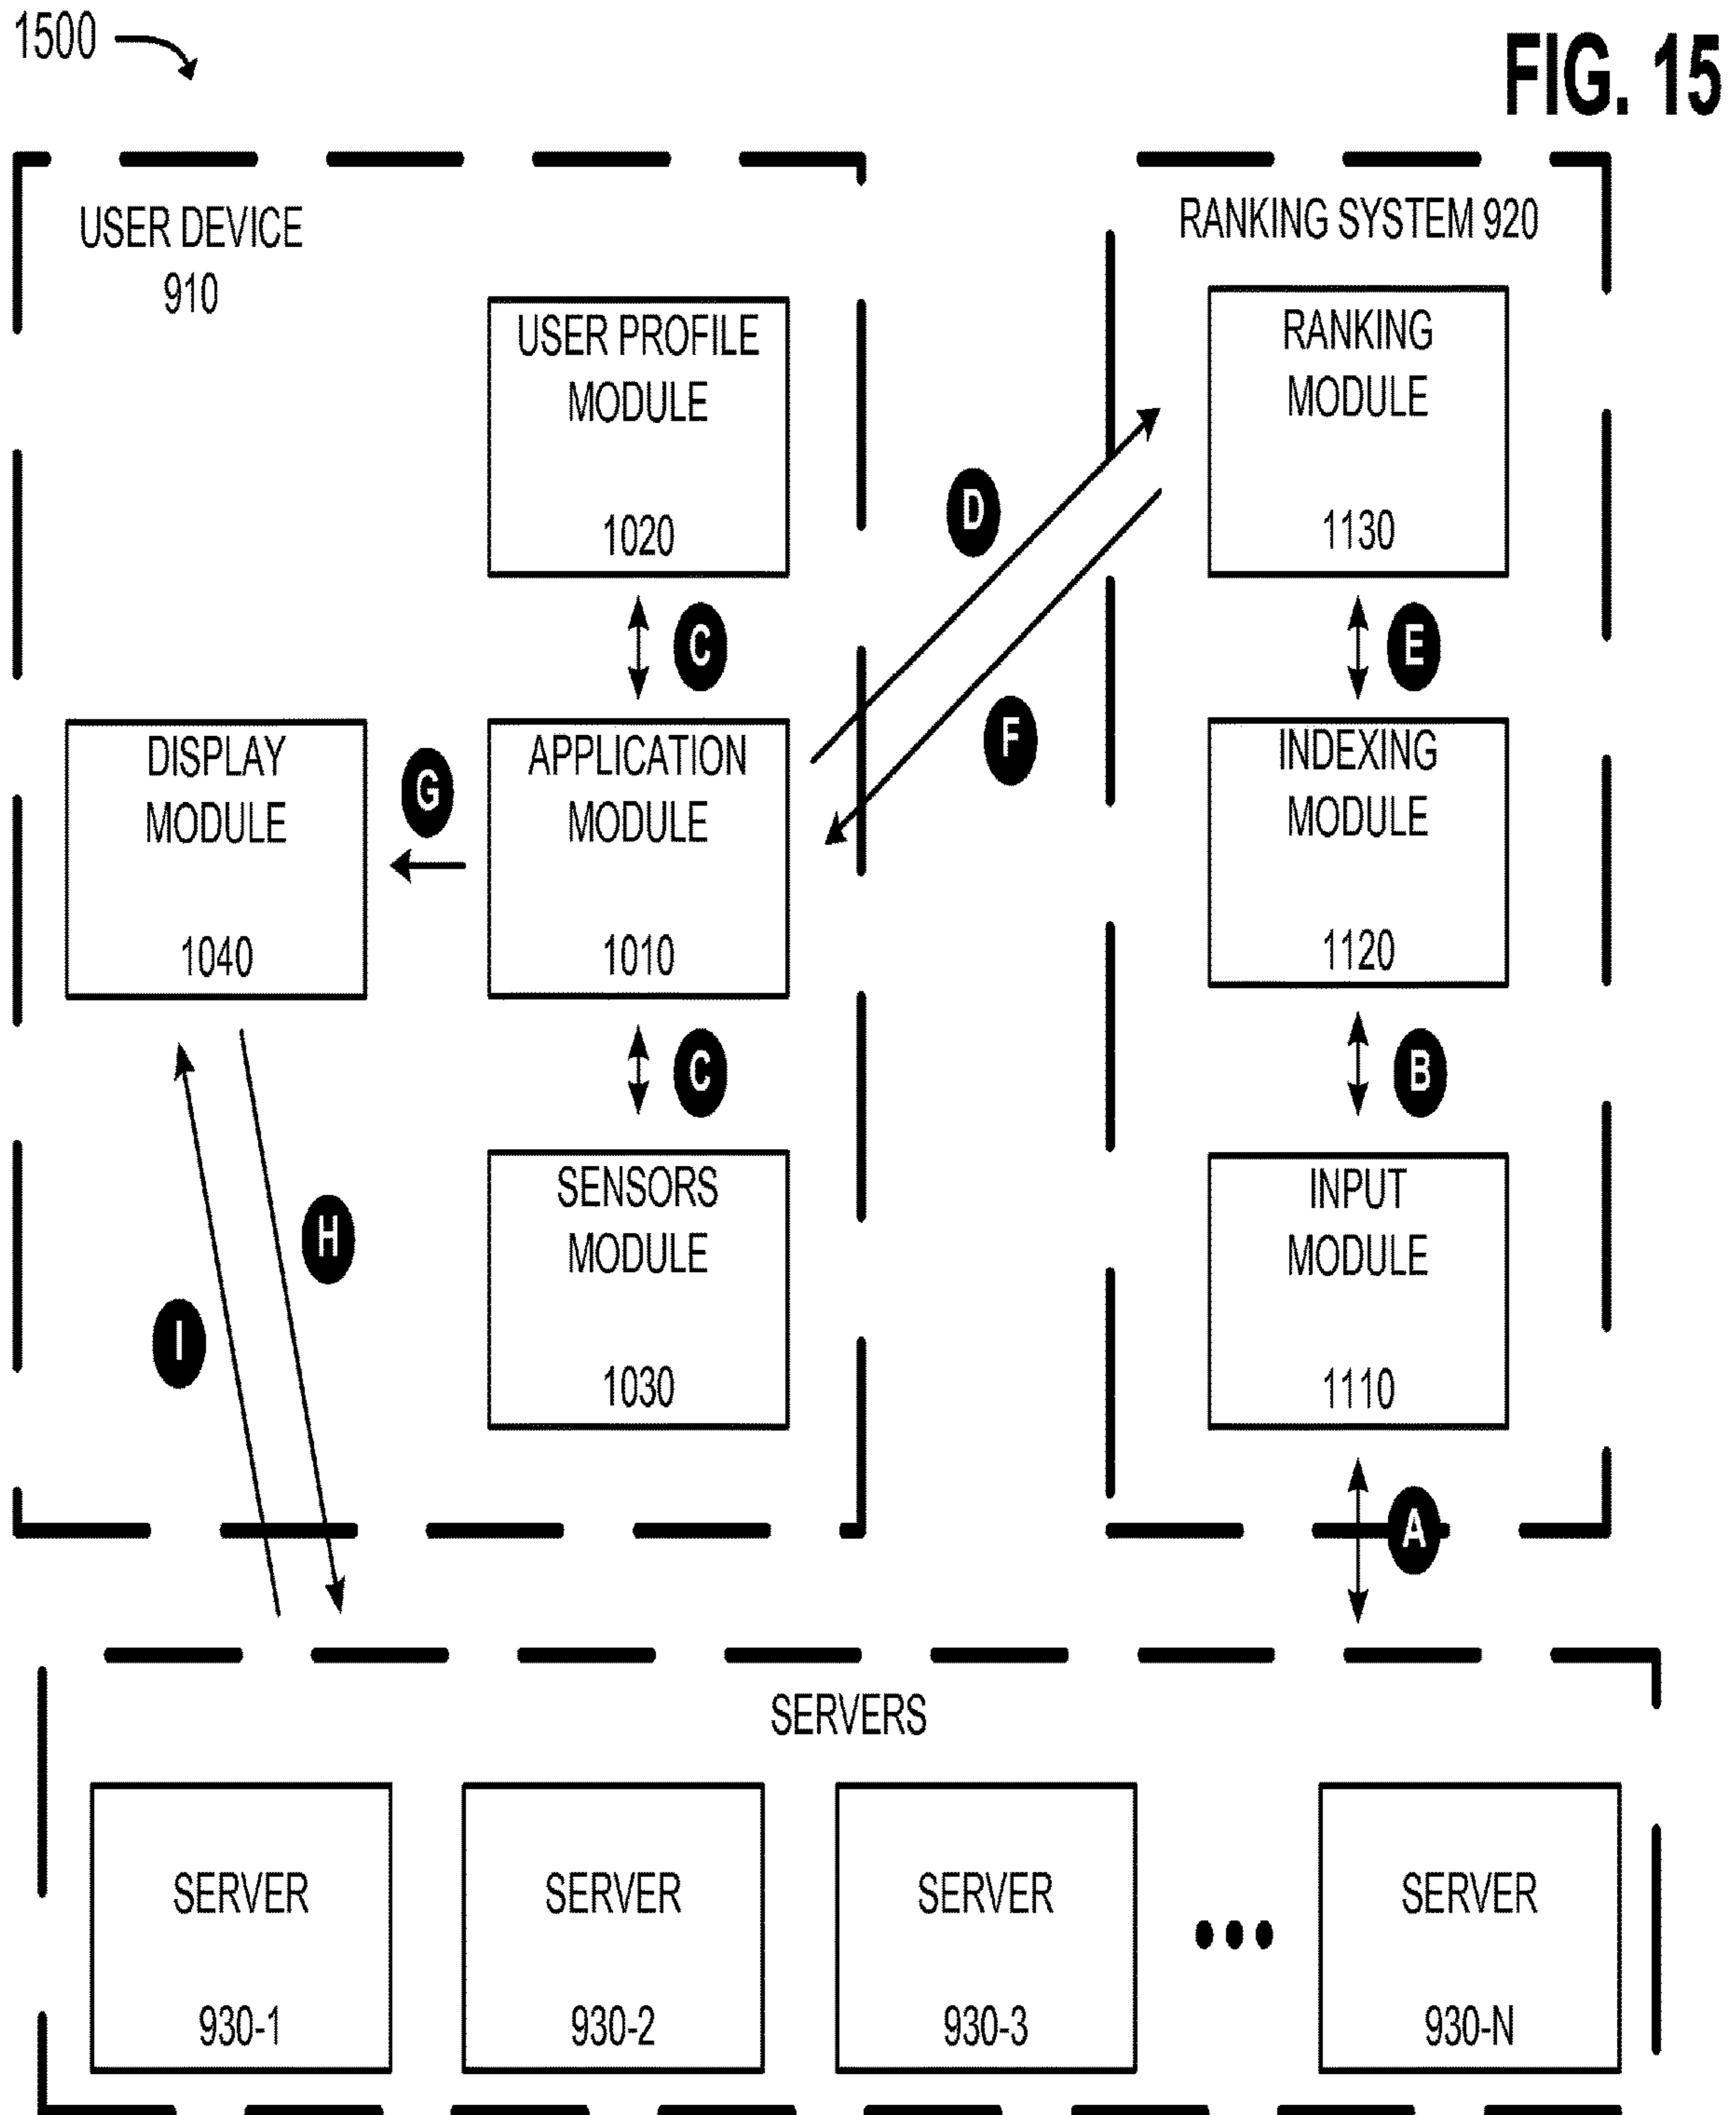 1500
FIG. 15
USER DEVICE
910
USER PROFILE
MODULE
1020
C
DISPLAY
MODULE
1040
G
APPLICATION
MODULE
1010
C
SENSORS
MODULE
1030
H
I
D
F
RANKING SYSTEM 920
RANKING
MODULE
1130
E
INDEXING
MODULE
1120
B
INPUT
MODULE
1110
A
SERVERS
SERVER
930-1
SERVER
930-2
SERVER
930-3
SERVER
930-N